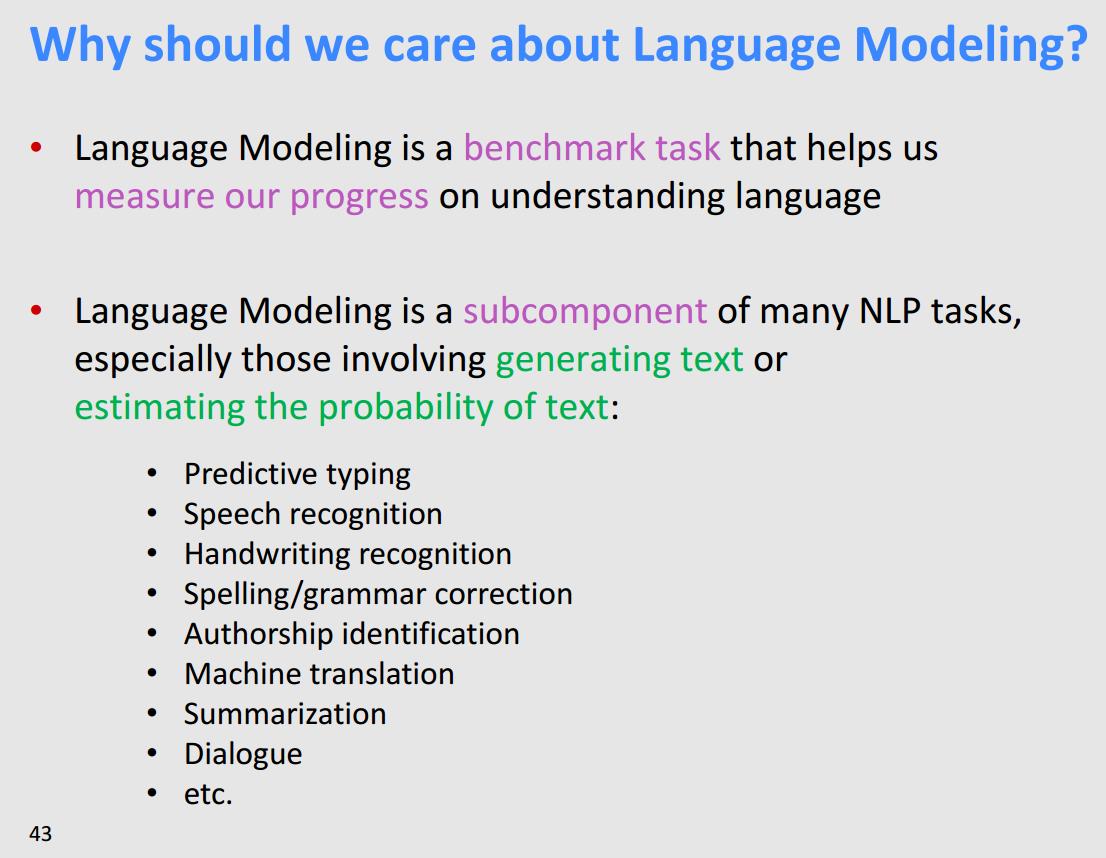 Why should we care about Language Modeling?
• Language Modeling is a benchmark task that helps us
measure our progress on understanding language
• Language Modeling is a subcomponent of many NLP tasks,
especially those involving generating text or
estimating the probability of text:
• Predictive typing
• Speech recognition
• Handwriting recognition
• Spelling/grammar correction
• Authorship identification
• Machine translation
• Summarization
• Dialogue
• etc.
43